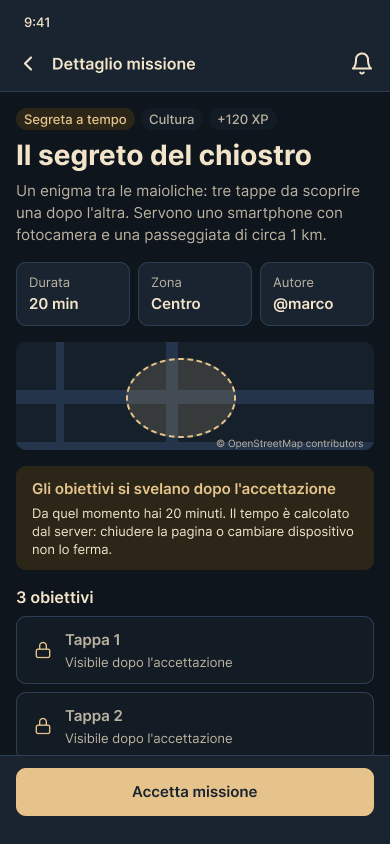 9:41
Dettaglio missione
Segreta a tempo
Cultura
+120 XP
Il segreto del chiostro
Un enigma tra le maioliche: tre tappe da scoprire
una dopo l'altra. Servono uno smartphone con
fotocamera e una passeggiata di circa 1 km.
Durata
20 min
Zona
Centro
Autore
@marco
© OpenStreetMap contributors
Gli obiettivi si svelano dopo l'accettazione
Da quel momento hai 20 minuti. Il tempo è calcolato
dal server: chiudere la pagina o cambiare dispositivo
non lo ferma.
3 obiettivi
Tappa 1
Visibile dopo l'accettazione
Tappa 2
Visibile dopo l'accettazione
Accetta missione